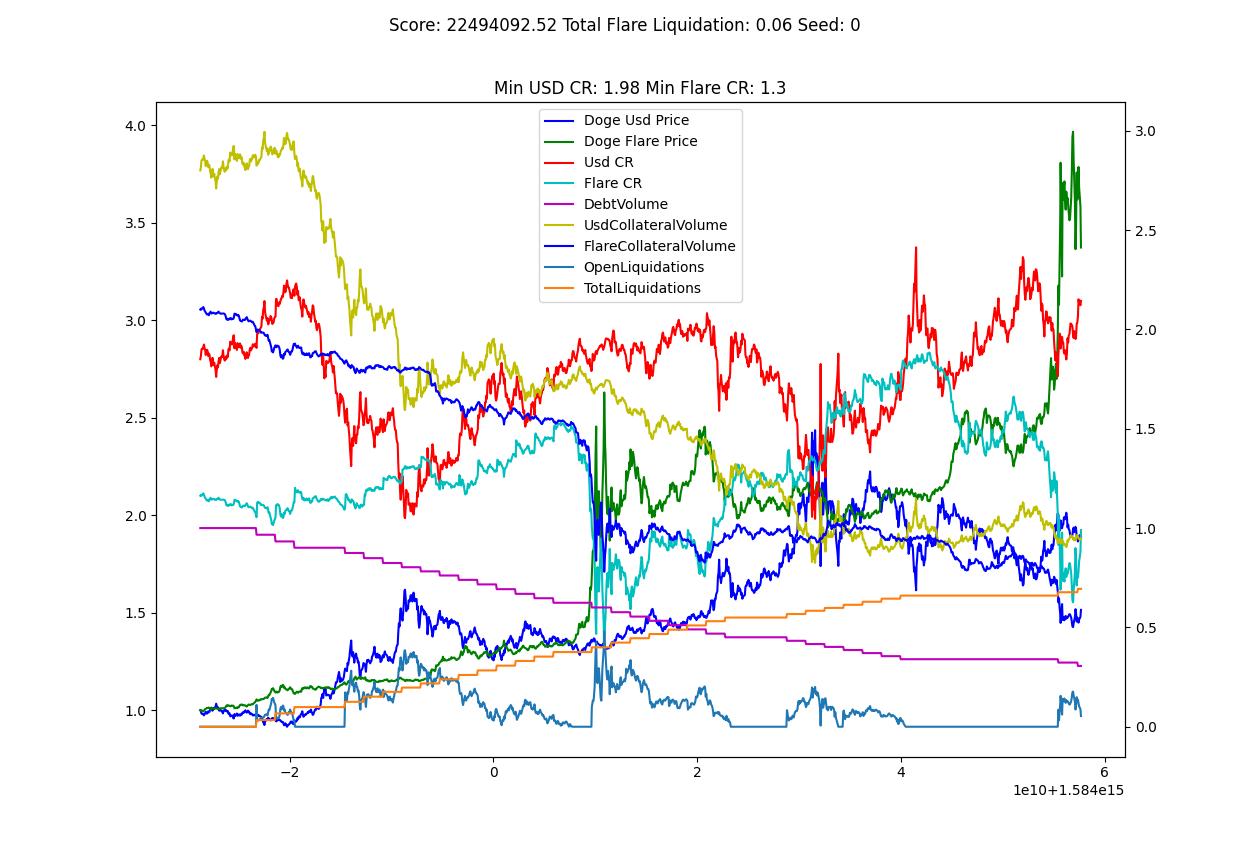 Score: 22494092.52 Total Flare Liquidation: 0.06 Seed: 0
Min USD CR: 1.98 Min Flare CR: 1.3
Doge Usd Price
Doge Flare Price
Usd CR
Flare CR
DebtVolume
UsdCollateralVolume
FlareCollateralVolume
OpenLiquidations
TotalLiquidations
4.0
3.5
3.0
2.5
2.0
1.5
1.0
3.0
2.5
2.0
1.5
1.0
0.5
0.0
−2 0 2 4 6
1e10+1.584e15